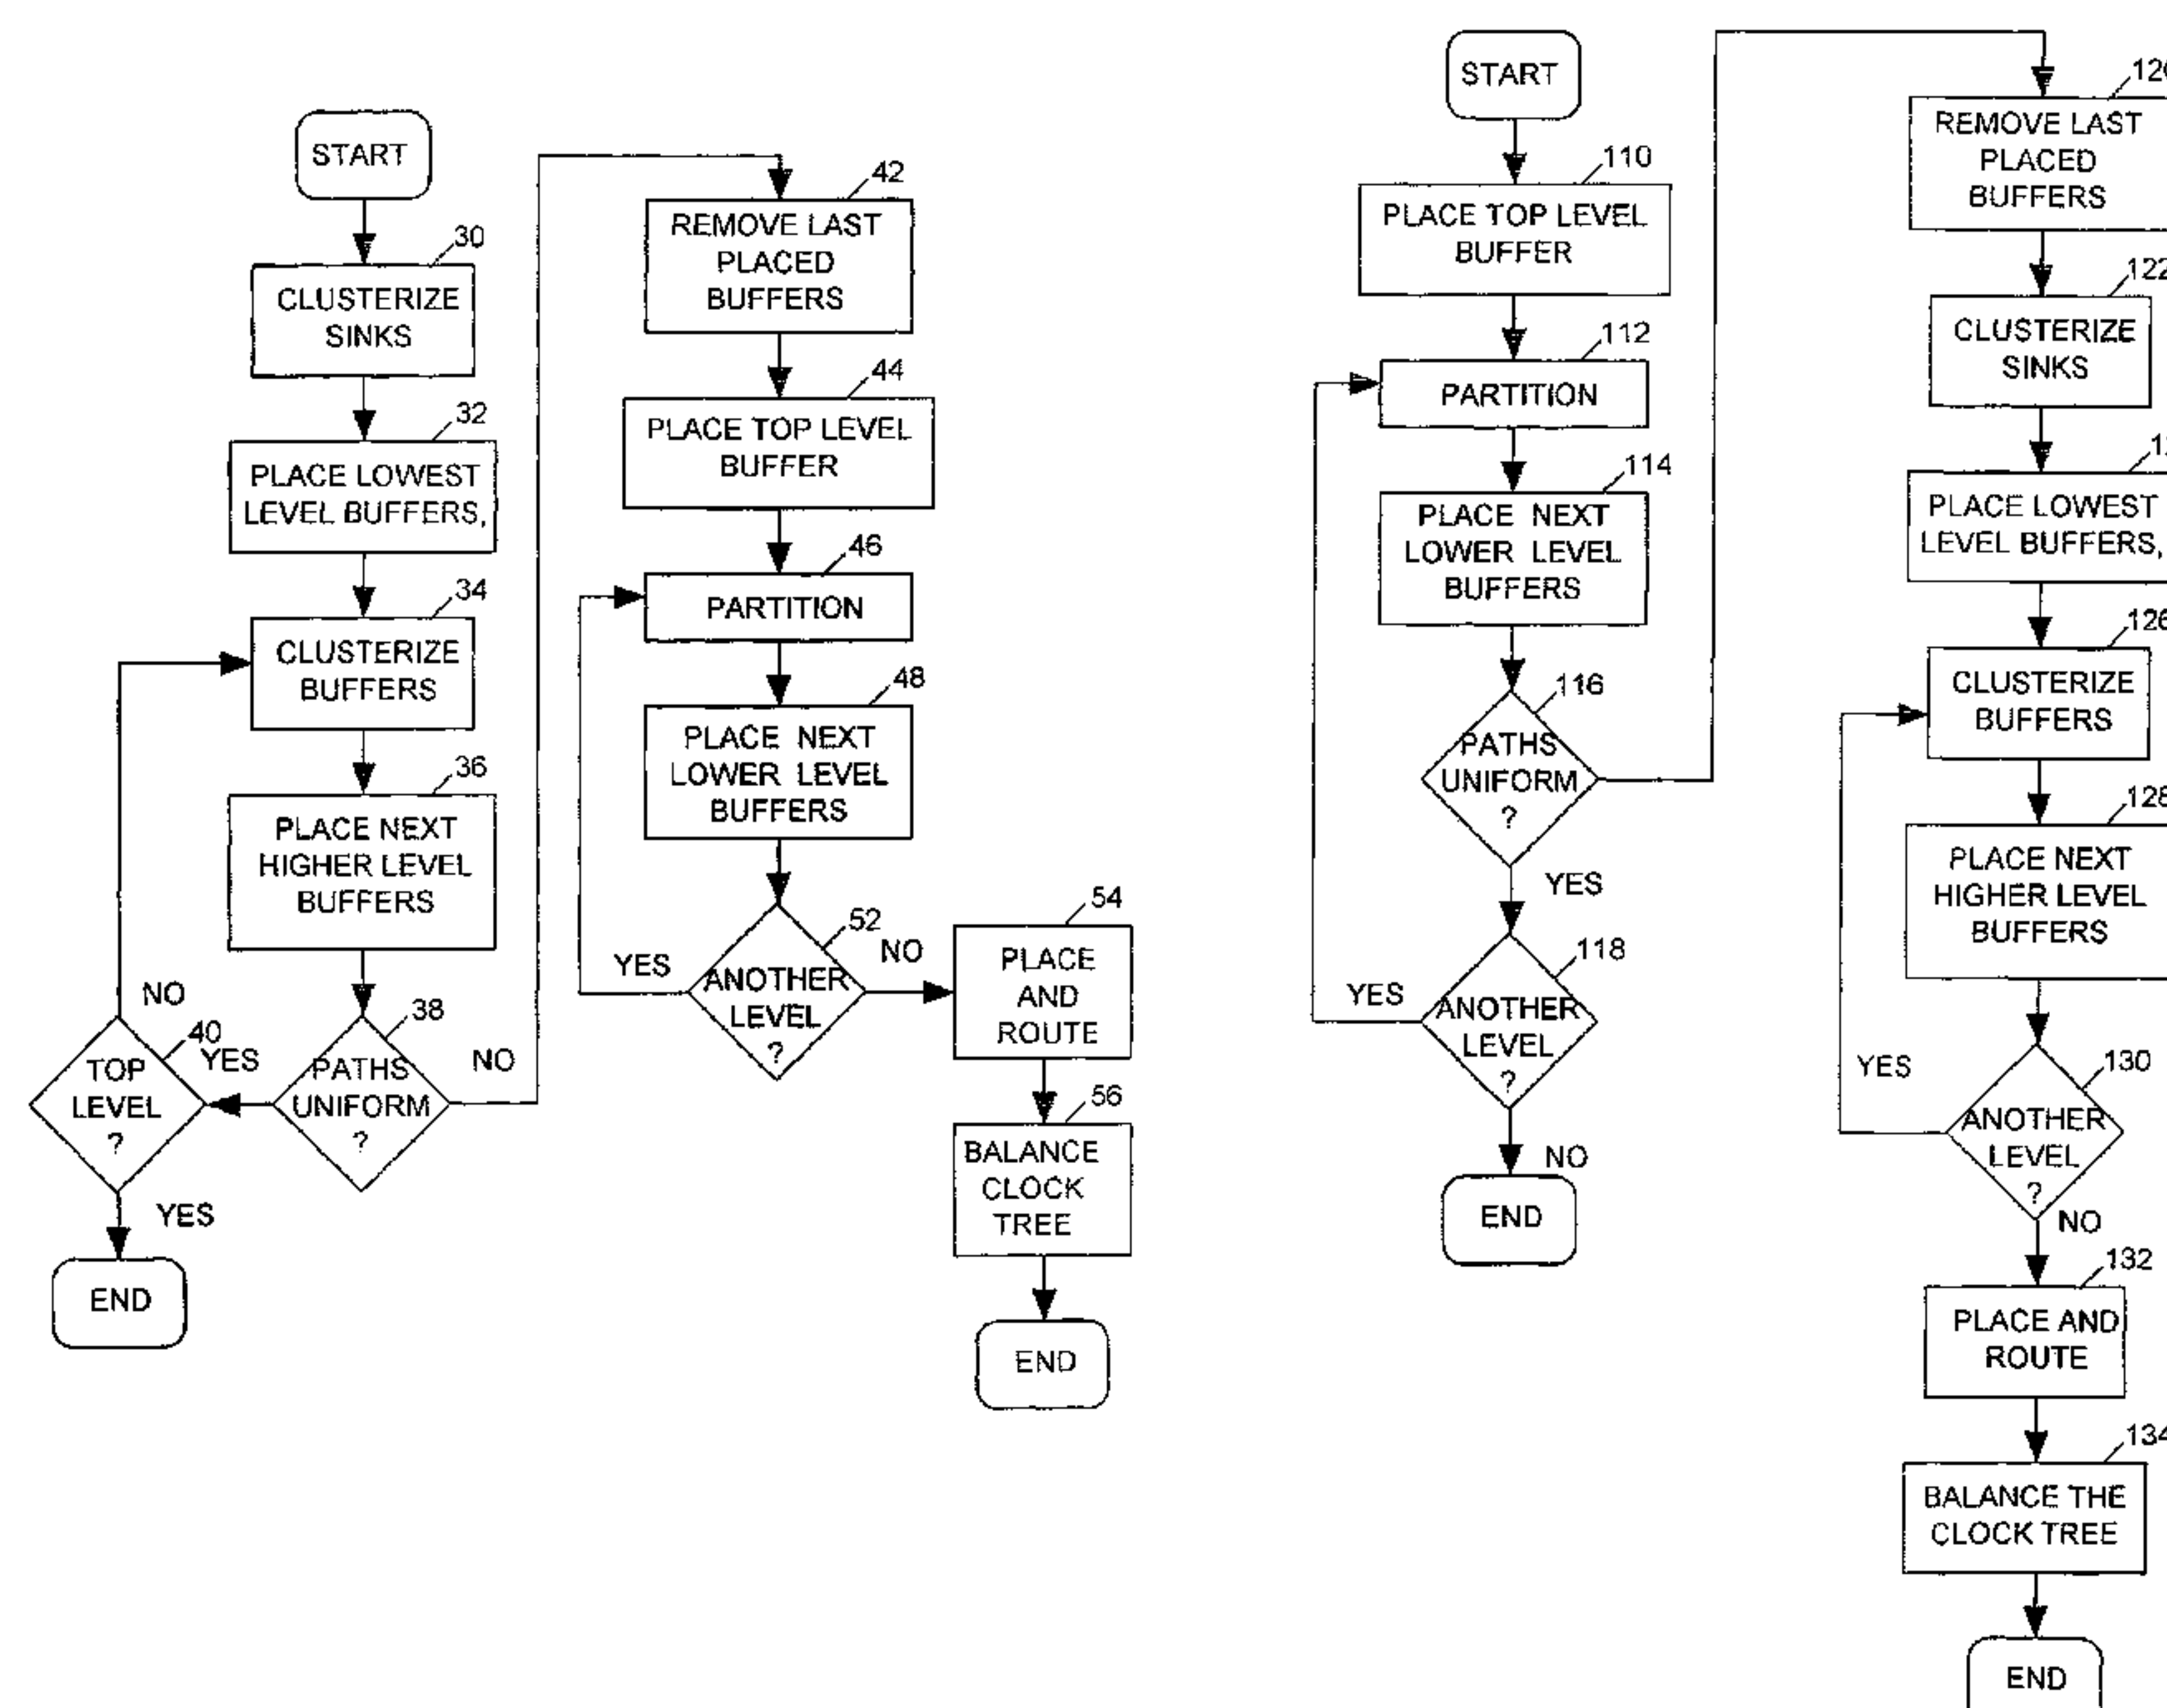 START
30
CLUSTERIZE
SINKS
32
PLACE LOWEST
LEVEL BUFFERS,
34
CLUSTERIZE
BUFFERS
36
PLACE NEXT
HIGHER LEVEL
BUFFERS
38
PATHS
UNIFORM
?
YES
NO
40
TOP
LEVEL
?
NO
YES
END
42
REMOVE LAST
PLACED
BUFFERS
44
PLACE TOP LEVEL
BUFFER
46
PARTITION
48
PLACE NEXT
LOWER LEVEL
BUFFERS
52
ANOTHER
LEVEL
?
YES
NO
54
PLACE
AND
ROUTE
56
BALANCE
CLOCK
TREE
END
START
110
PLACE TOP LEVEL
BUFFER
112
PARTITION
114
PLACE NEXT
LOWER LEVEL
BUFFERS
116
PATHS
UNIFORM
?
YES
118
ANOTHER
LEVEL
?
YES
NO
END
REMOVE LAST
PLACED
BUFFERS
122
CLUSTERIZE
SINKS
PLACE LOWEST
LEVEL BUFFERS,
126
CLUSTERIZE
BUFFERS
128
PLACE NEXT
HIGHER LEVEL
BUFFERS
130
ANOTHER
LEVEL
?
YES
NO
132
PLACE AND
ROUTE
134
BALANCE THE
CLOCK TREE
END